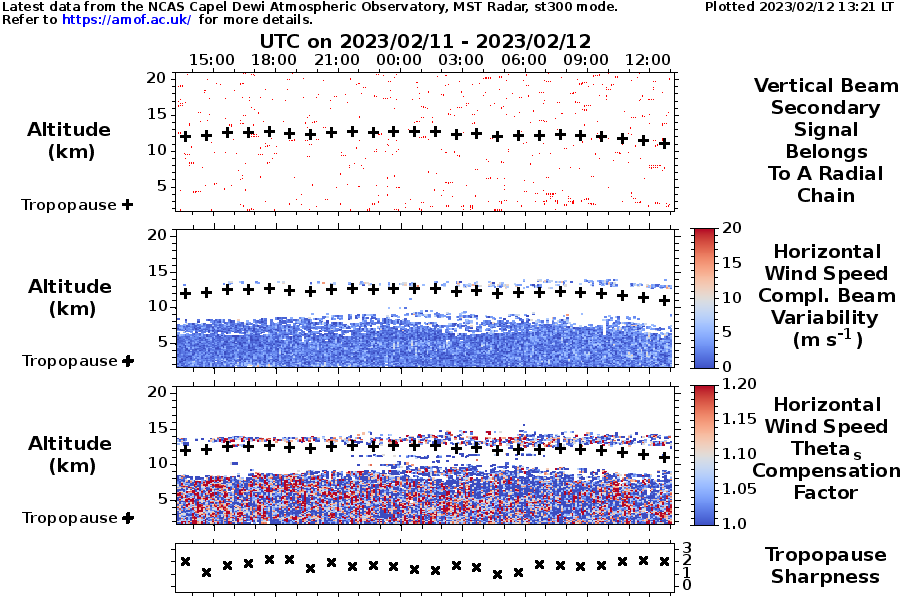 Latest data from the NCAS Capel Dewi Atmospheric Observatory, MST Radar, st300 mode.
Plotted 2023/02/12 13:21 LT
Refer to https://amof.ac.uk/ for more details.
UTC on 2023/02/11 - 2023/02/12
15:00 18:00 21:00 00:00 03:00 06:00 09:00 12:00
20
15
10
5
Altitude
(km)
Tropopause +
Vertical Beam
Secondary
Signal
Belongs
To A Radial
Chain
20
15
10
5
Altitude
(km)
Tropopause +
20
15
10
5
0
Horizontal
Wind Speed
Compl. Beam
Variability
(m s-1)
20
15
10
5
Altitude
(km)
Tropopause +
1.20
1.15
1.10
1.05
1.0
Horizontal
Wind Speed
Theta s
Compensation
Factor
3
2
1
0
Tropopause
Sharpness